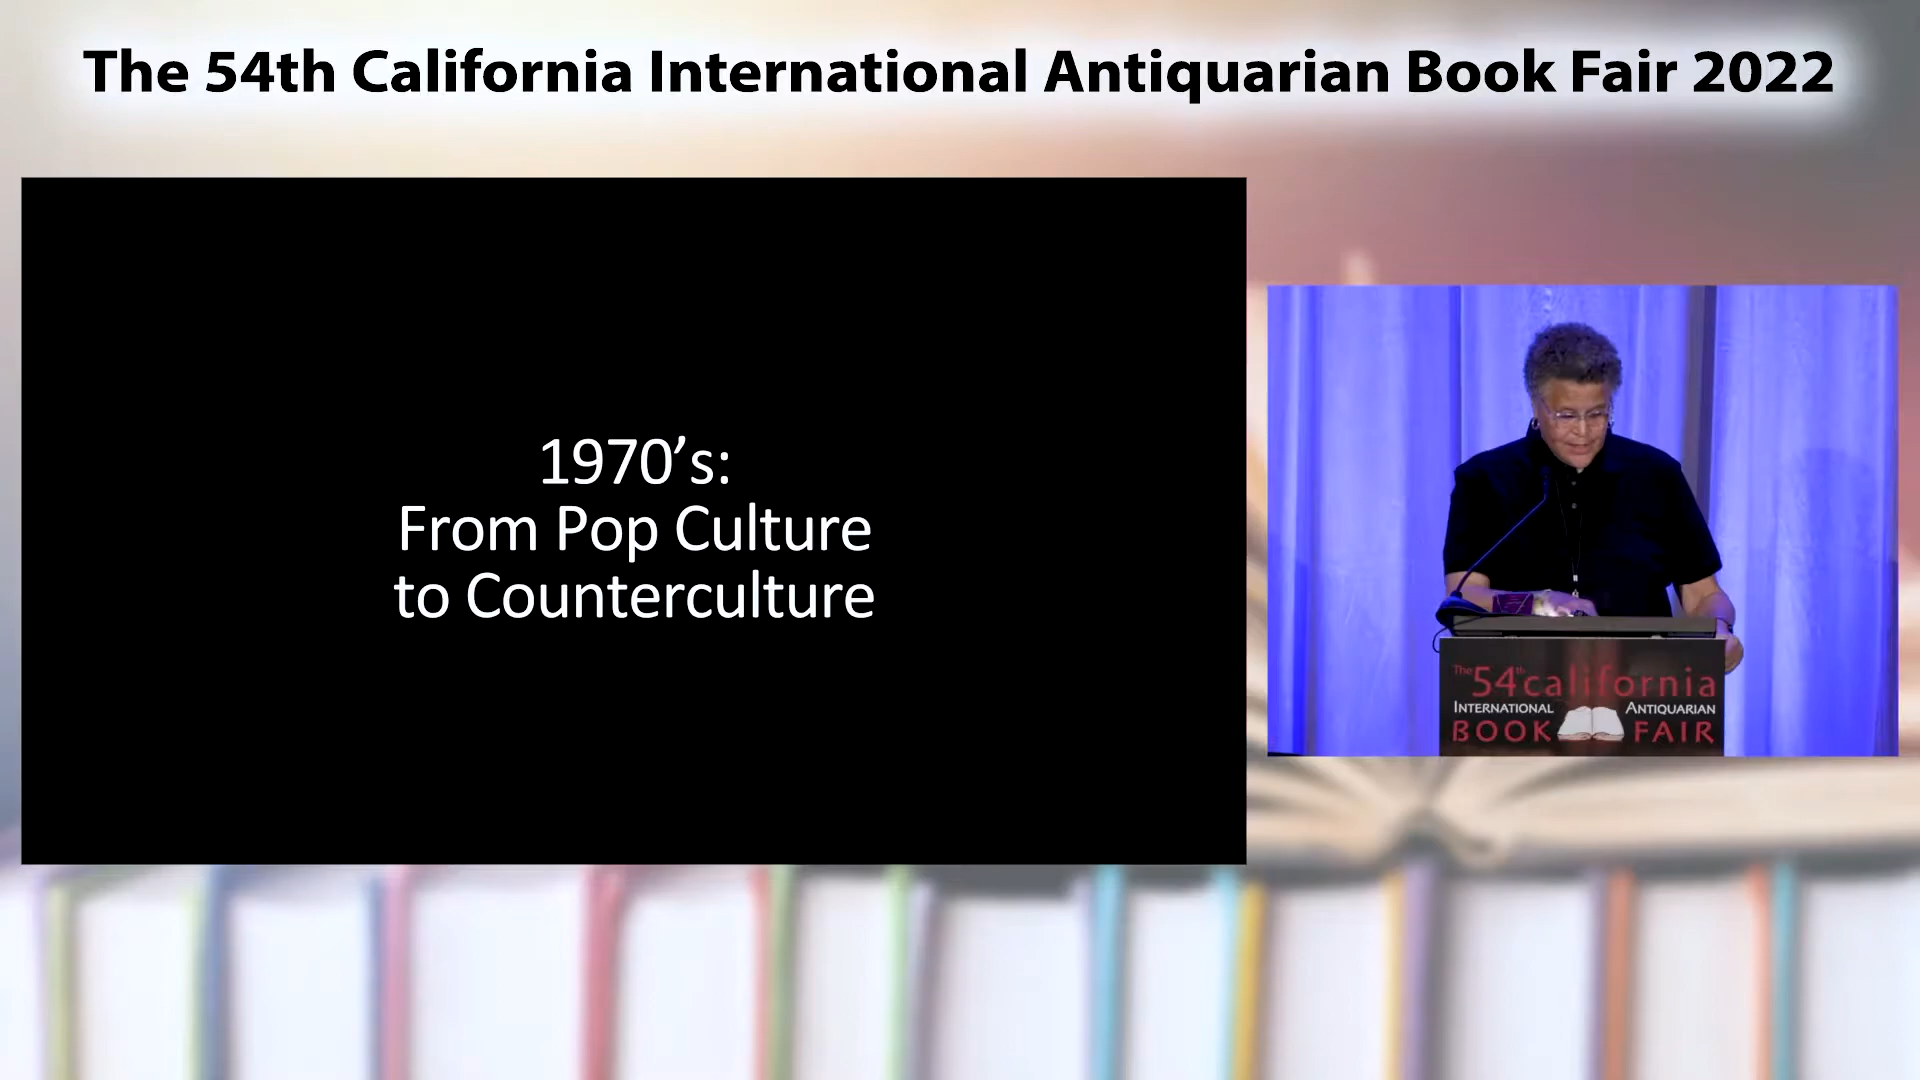 The 54th California International Antiquarian Book Fair 2022
1970’s:
From Pop Culture
to Counterculture
The 54th california
INTERNATIONAL ANTIQUARIAN
BOOK FAIR